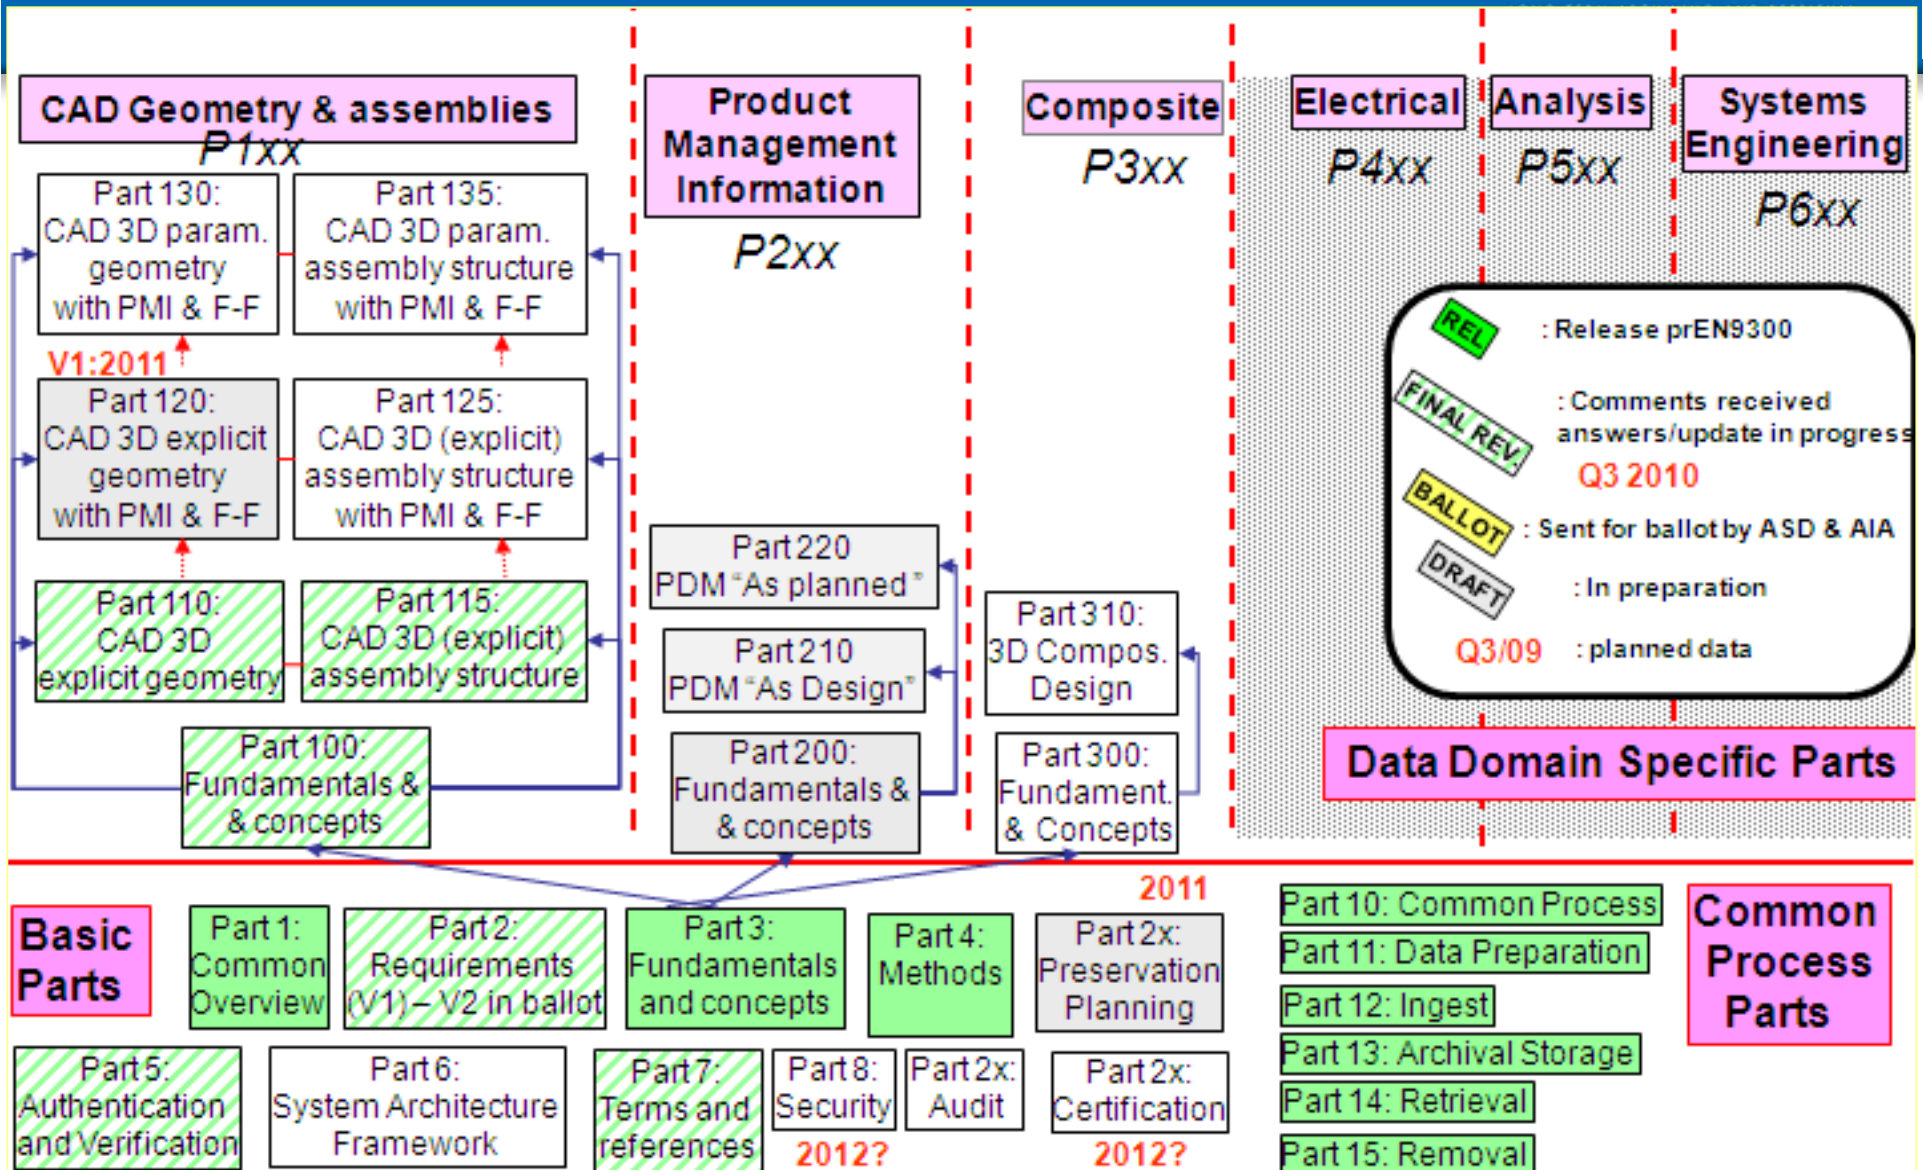 CAD Geometry & assemblies
P1xx
Product
Management
Information
P2xx
Composite
P3xx
Electrical
P4xx
Analysis
P5xx
Systems
Engineering
P6xx
Part 130:
CAD 3D param.
geometry
with PMI & F-F
Part 135:
CAD 3D param.
assembly structure
with PMI & F-F
V1:2011
Part 120:
CAD 3D explicit
geometry
with PMI & F-F
Part 125:
CAD 3D (explicit)
assembly structure
with PMI & F-F
Part 110:
CAD 3D
explicit geometry
Part 115:
CAD 3D (explicit)
assembly structure
Part 100:
Fundamentals &
& concepts
Part 220
PDM “As planned ”
Part 210
PDM “As Design”
Part 200:
Fundamentals &
& concepts
Part 310:
3D Compos.
Design
Part 300:
Fundament.
& Concepts
REL : Release prEN9300
FINAL REV. : Comments received
answers/update in progress
Q3 2010
BALLOT : Sent for ballot by ASD & AIA
DRAFT : In preparation
Q3/09 : planned data
Data Domain Specific Parts
Basic
Parts
Part 1:
Common
Overview
Part 2:
Requirements
(V1) – V2 in ballot
Part 3:
Fundamentals
and concepts
Part 4:
Methods
2011
Part 2x:
Preservation
Planning
Part 5:
Authentication
and Verification
Part 6:
System Architecture
Framework
Part 7:
Terms and
references
Part 8:
Security
2012?
Part 2x:
Audit
Part 2x:
Certification
2012?
Part 10: Common Process
Part 11: Data Preparation
Part 12: Ingest
Part 13: Archival Storage
Part 14: Retrieval
Part 15: Removal
Common
Process
Parts